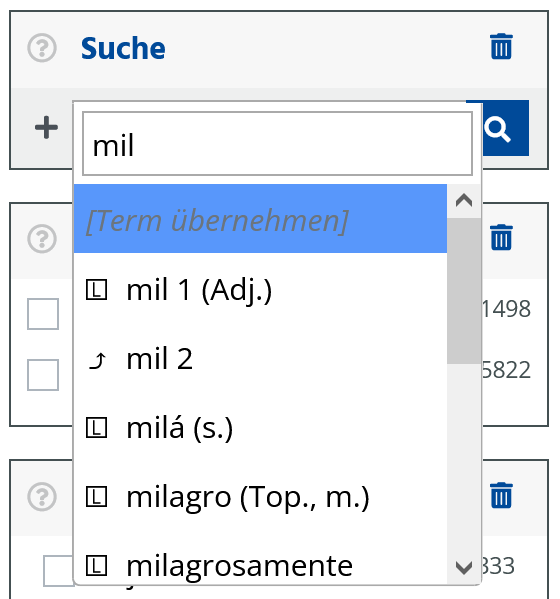 Suche
mil
[Term übernehmen]
mil 1 (Adj.)
1498
mil 2
5822
milá (s.)
milagro (Top., m.)
milagrosamente
333